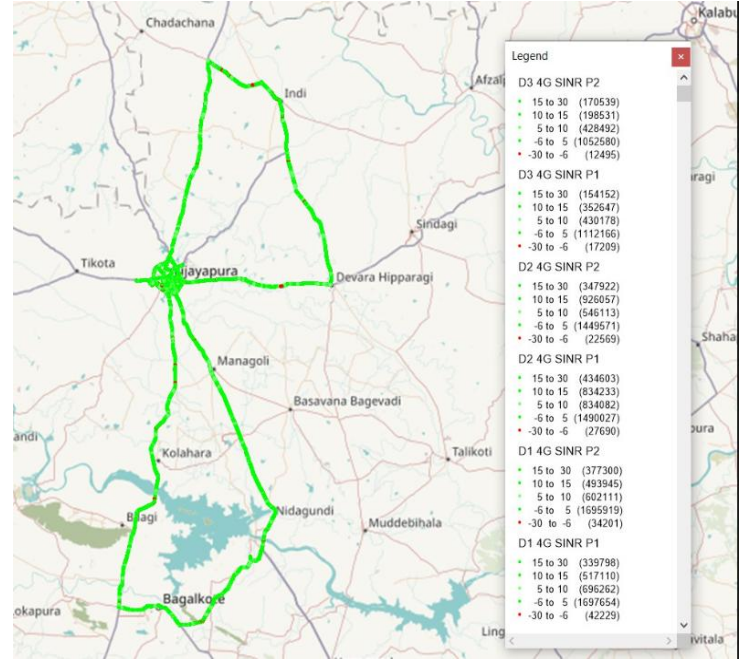 Chadachana
Kalabu
Afzalp
Indi
Sindagi
Tikota
ijayapura
Devara Hipparagi
Managoli
Basavana Bagevadi
Kolahara
Talikoti
Bilagi
Nidagundi
Muddebihala
Bagalkote
okapura
andi
Ling
ragi
Shaha
pura
vitala
Legend
D3 4G SINR P2
15 to 30 (170539)
10 to 15 (198531)
5 to 10 (428492)
-6 to 5 (1052580)
-30 to -6 (12495)
D3 4G SINR P1
15 to 30 (154152)
10 to 15 (352647)
5 to 10 (430178)
-6 to 5 (1112166)
-30 to -6 (17209)
D2 4G SINR P2
15 to 30 (347922)
10 to 15 (926057)
5 to 10 (546113)
-6 to 5 (1449571)
-30 to -6 (22569)
D2 4G SINR P1
15 to 30 (434603)
10 to 15 (834233)
5 to 10 (834082)
-6 to 5 (1490027)
-30 to -6 (27690)
D1 4G SINR P2
15 to 30 (377300)
10 to 15 (493945)
5 to 10 (602111)
-6 to 5 (1695919)
-30 to -6 (34201)
D1 4G SINR P1
15 to 30 (339798)
10 to 15 (517110)
5 to 10 (696262)
-6 to 5 (1697654)
-30 to -6 (42229)